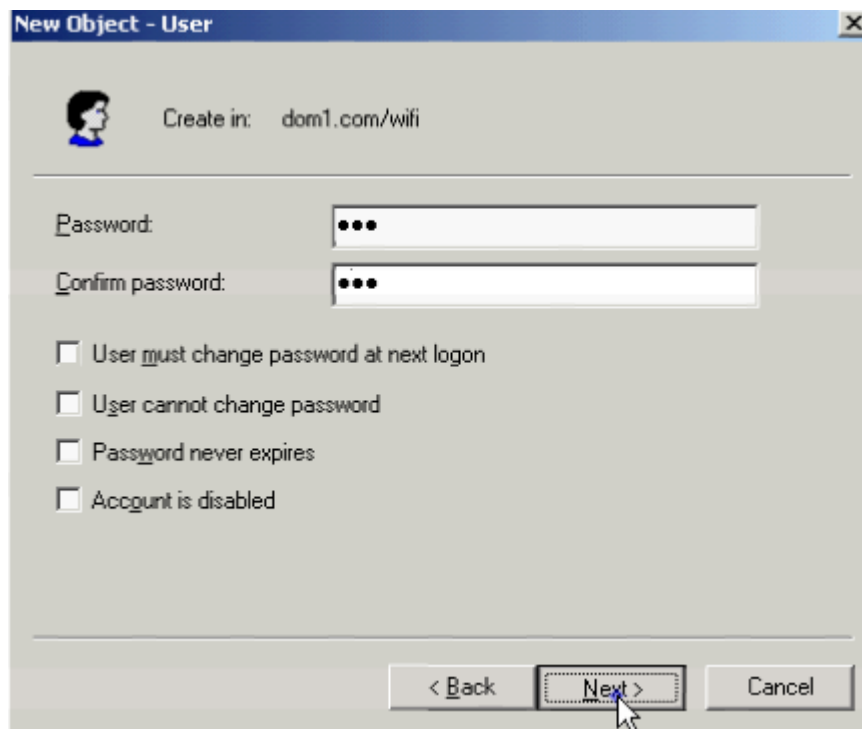 New Object - User
Create in: dom1.com/wifi
Password: •••
Confirm password: •••
User must change password at next logon
User cannot change password
Password never expires
Account is disabled
< Back Next > Cancel